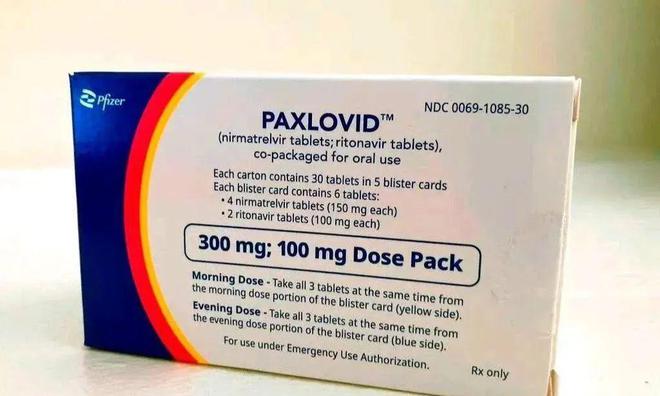 Pfizer
NDC 0069-1085-30
PAXLOVID™
(nirmatrelvir tablets; ritonavir tablets),
co-packaged for oral use
Each carton contains 30 tablets in 5 blister cards
Each blister card contains 6 tablets:
• 4 nirmatrelvir tablets (150 mg each)
• 2 ritonavir tablets (100 mg each)
300 mg; 100 mg Dose Pack
Morning Dose - Take all 3 tablets at the same time from
the morning dose portion of the blister card (yellow side).
Evening Dose - Take all 3 tablets at the same time from
the evening dose portion of the blister card (blue side).
For use under Emergency Use Authorization.
Rx only